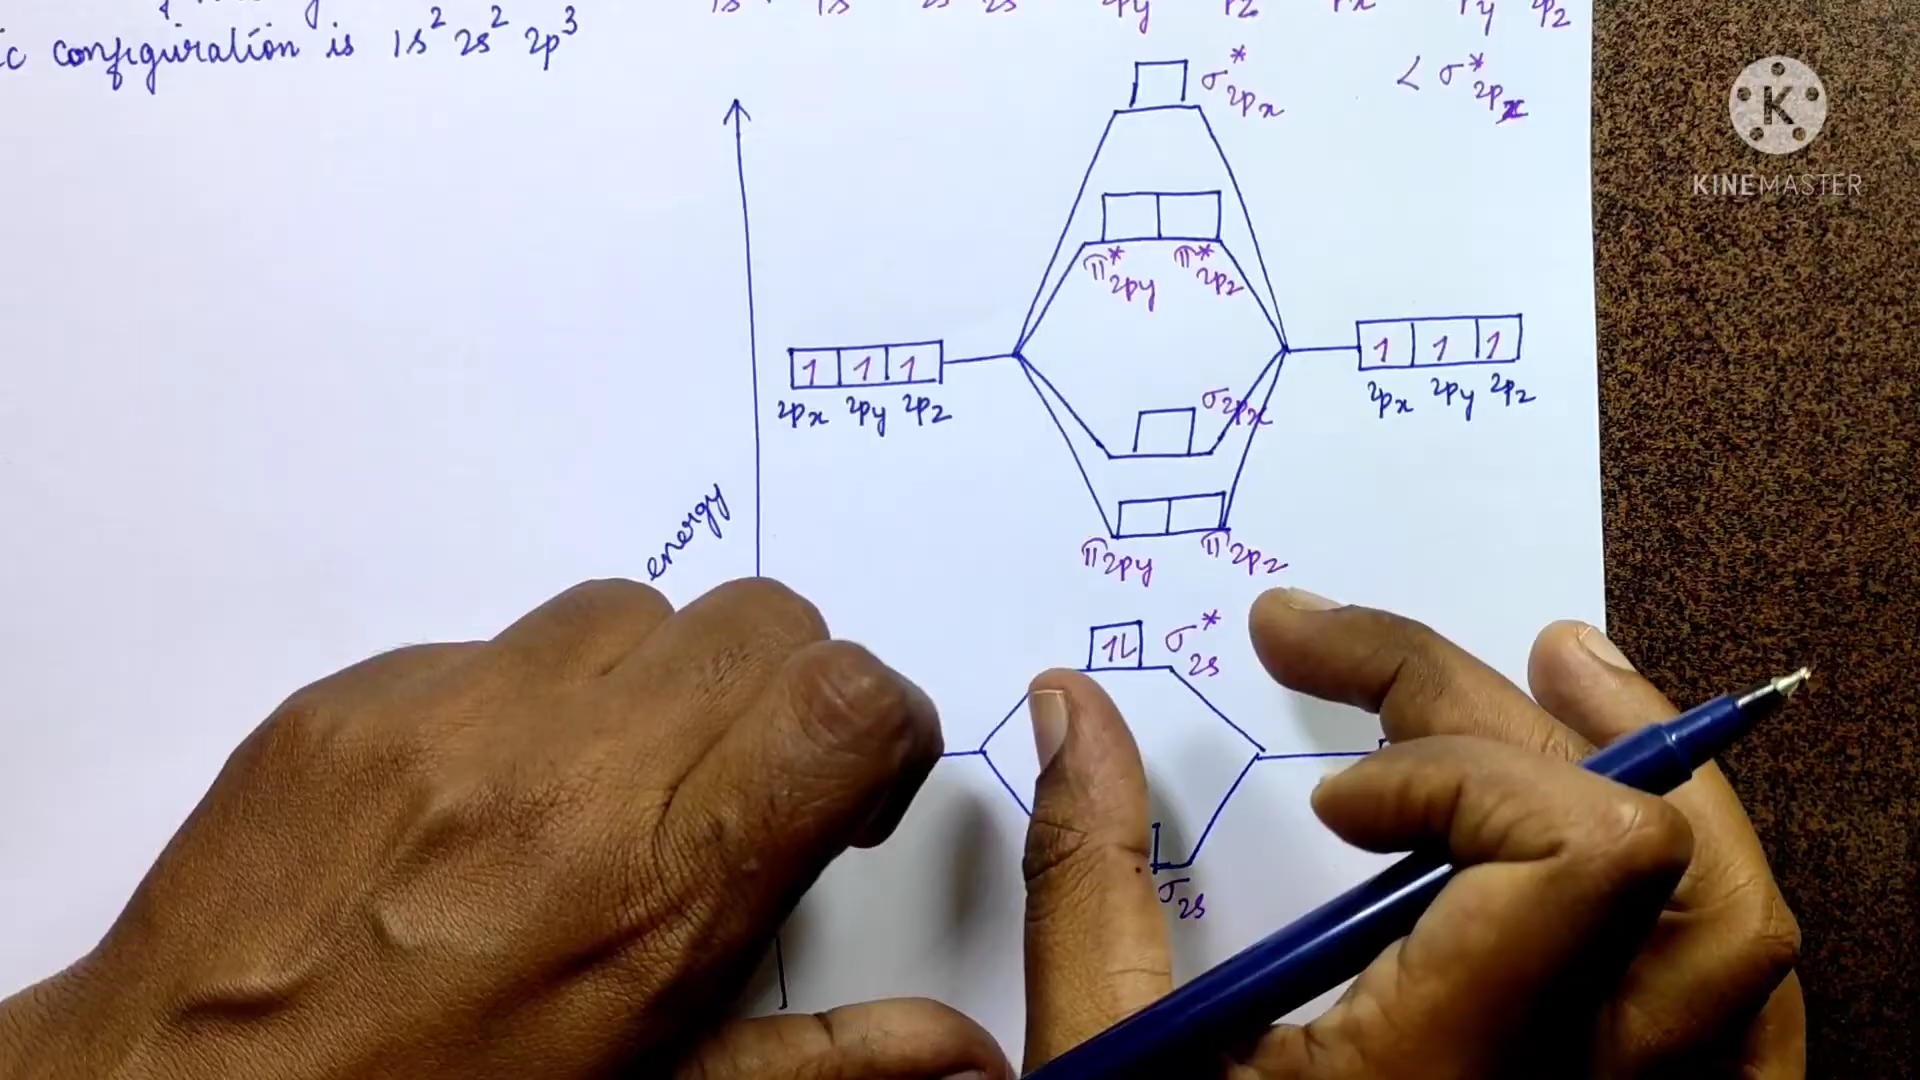 ic configuration is 1s² 2s² 2p³
< σ*2px
σ*2px
π*2py π*2pz
1 1 1
2px 2py 2pz
1 1 1
2px 2py 2pz
σ2px
π2py π2pz
energy
1L σ*2s
σ2s
K
KINEMASTER